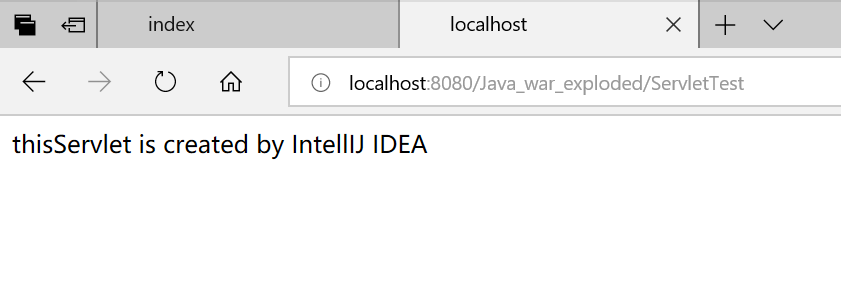 index
localhost
localhost:8080/Java_war_exploded/ServletTest
thisServlet is created by IntellIJ IDEA